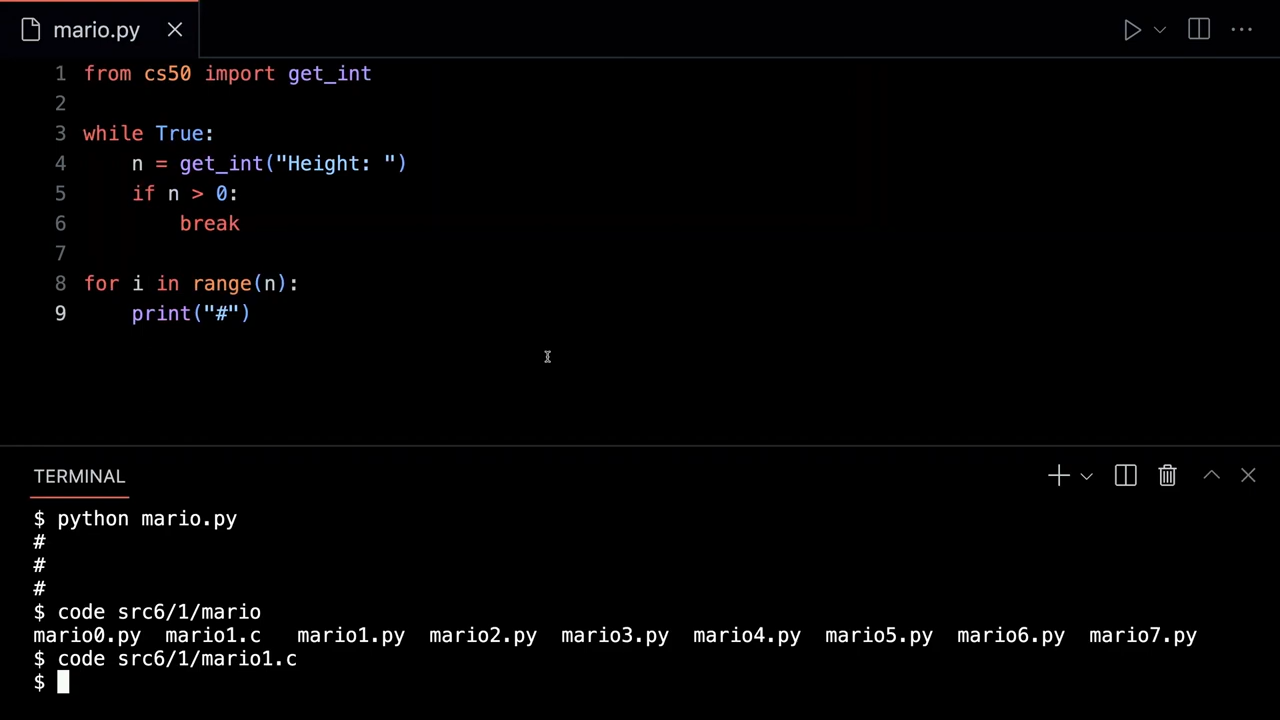 mario.py
1 from cs50 import get_int
2
3 while True:
4     n = get_int("Height: ")
5     if n > 0:
6         break
7
8 for i in range(n):
9     print("#")
TERMINAL
$ python mario.py
#
#
#
$ code src6/1/mario
mario0.py  mario1.c   mario1.py  mario2.py  mario3.py  mario4.py  mario5.py  mario6.py  mario7.py
$ code src6/1/mario1.c
$